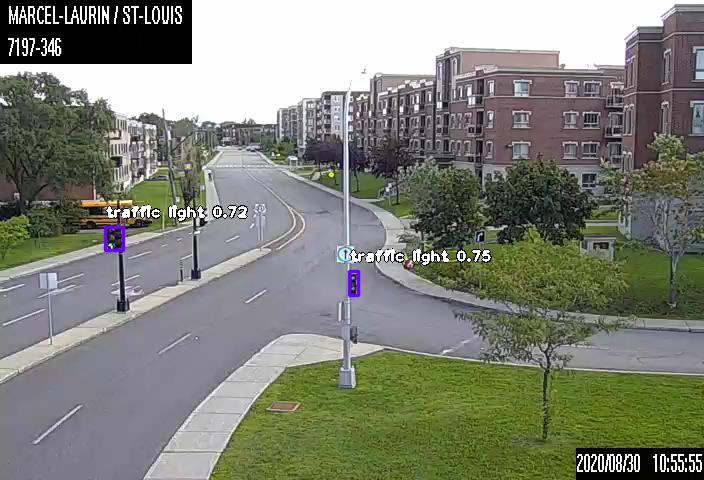 MARCEL-LAURIN / ST-LOUIS
7197-346
traffic light 0.72
traffic light 0.75
2020/08/30 10:55:55